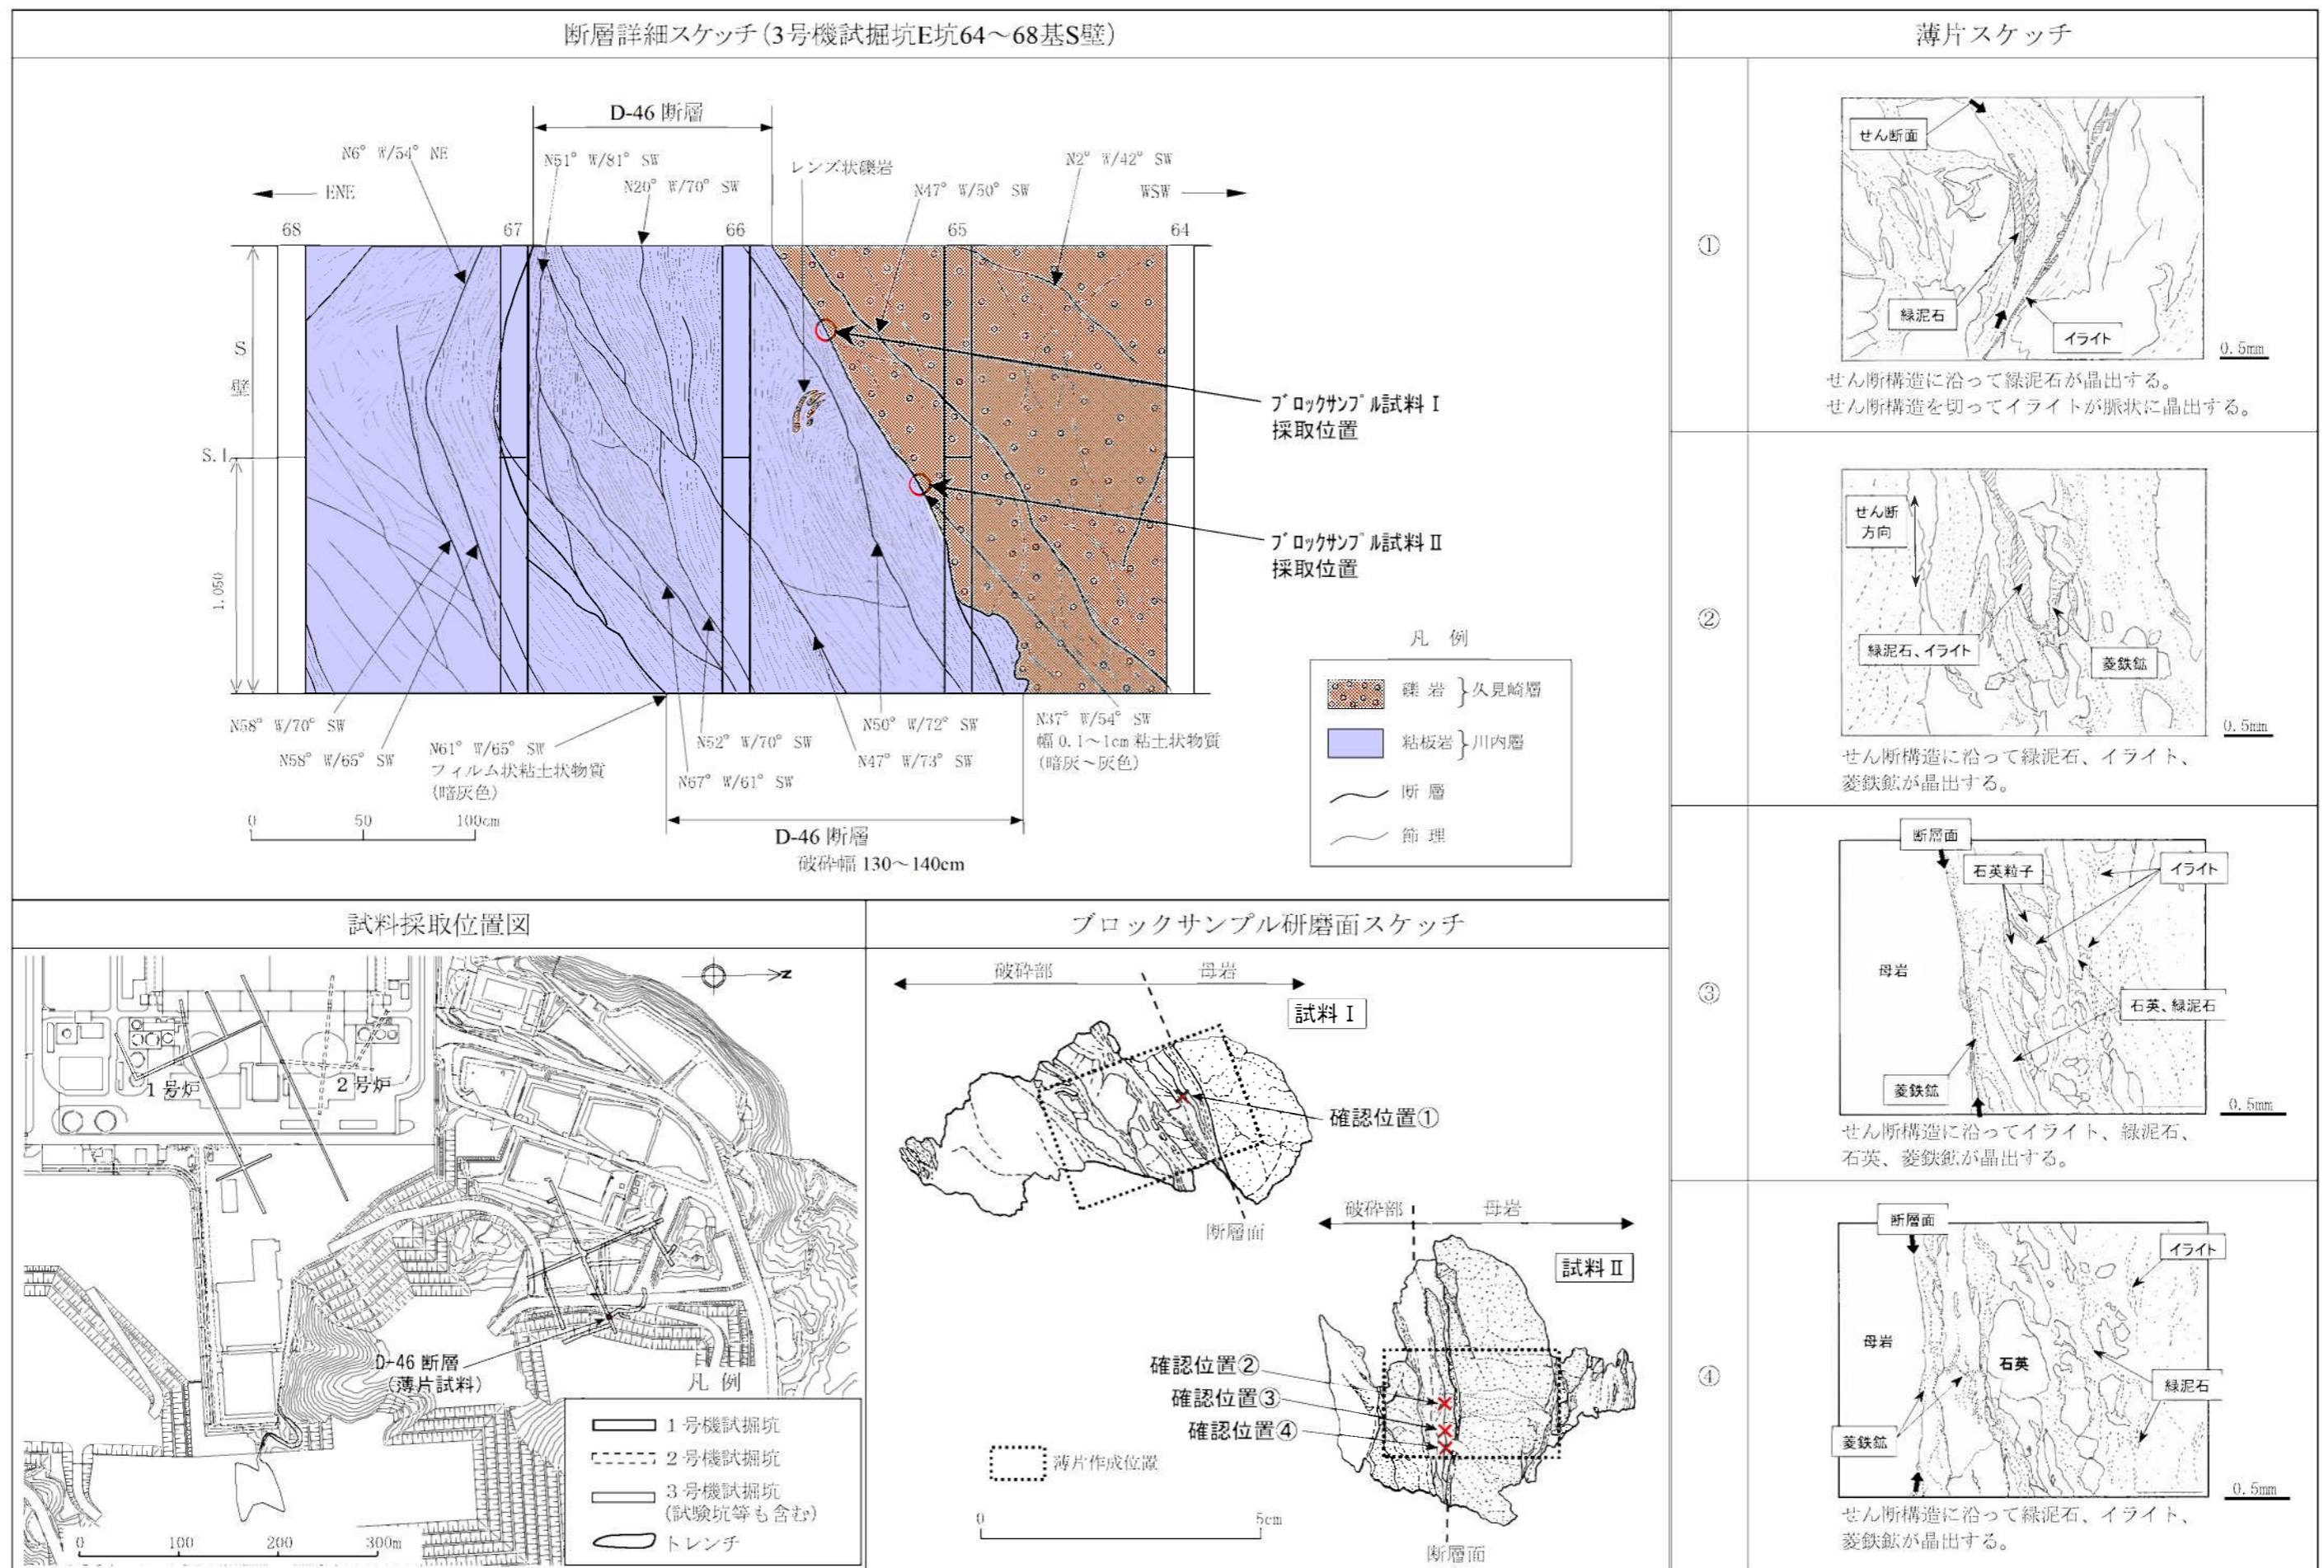 断層詳細スケッチ(3号機試掘坑E坑64～68基S壁)
D-46 断層
N6° W/54° NE
N51° W/81° SW
N20° W/70° SW
レンズ状礫岩
N47° W/50° SW
N2° W/42° SW
ENE
WSW
68
67
66
65
64
S
壁
S.L
1.050
ブロックサンプル試料Ⅰ
採取位置
ブロックサンプル試料Ⅱ
採取位置
N58° W/70° SW
N58° W/65° SW
N61° W/65° SW
フィルム状粘土状物質
(暗灰色)
N67° W/61° SW
N52° W/70° SW
N47° W/73° SW
N50° W/72° SW
N37° W/54° SW
幅 0.1～1cm 粘土状物質
(暗灰～灰色)
0 50 100cm
D-46 断層
破砕幅 130～140cm
凡 例
礫 岩 } 久見崎層
粘板岩 } 川内層
断 層
節 理
試料採取位置図
N
1号炉
2号炉
D-46 断層
(薄片試料)
凡 例
1号機試掘坑
2号機試掘坑
3号機試掘坑
(試験坑等も含む)
トレンチ
0 100 200 300m
ブロックサンプル研磨面スケッチ
破砕部 母岩
試料Ⅰ
確認位置①
断層面
破砕部 母岩
試料Ⅱ
確認位置②
確認位置③
確認位置④
薄片作成位置
0 5cm
断層面
薄片スケッチ
①
せん断面
緑泥石
イライト
0.5mm
せん断構造に沿って緑泥石が晶出する。
せん断構造を切ってイライトが脈状に晶出する。
②
せん断
方向
緑泥石、イライト
菱鉄鉱
0.5mm
せん断構造に沿って緑泥石、イライト、
菱鉄鉱が晶出する。
③
断層面
石英粒子
イライト
母岩
石英、緑泥石
菱鉄鉱
0.5mm
せん断構造に沿ってイライト、緑泥石、
石英、菱鉄鉱が晶出する。
④
断層面
イライト
母岩
石英
緑泥石
菱鉄鉱
0.5mm
せん断構造に沿って緑泥石、イライト、
菱鉄鉱が晶出する。